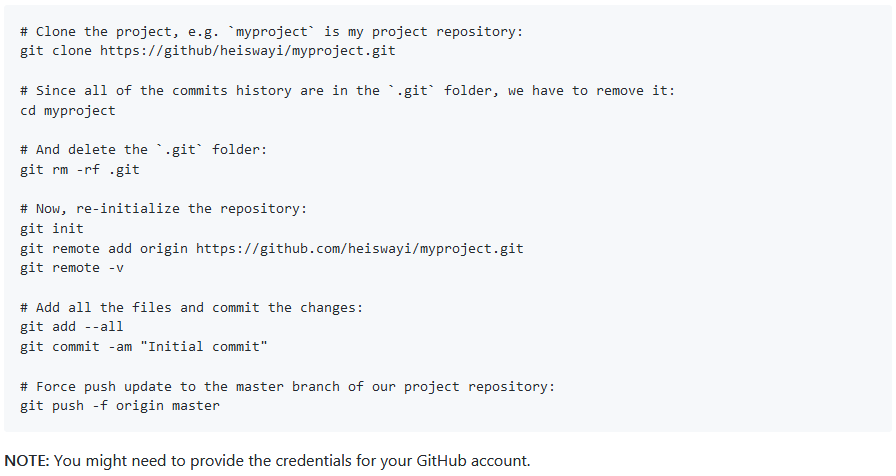 # Clone the project, e.g. `myproject` is my project repository:
git clone https://github/heiswayi/myproject.git
# Since all of the commits history are in the `.git` folder, we have to remove it:
cd myproject
# And delete the `.git` folder:
git rm -rf .git
# Now, re-initialize the repository:
git init
git remote add origin https://github.com/heiswayi/myproject.git
git remote -v
# Add all the files and commit the changes:
git add --all
git commit -am "Initial commit"
# Force push update to the master branch of our project repository:
git push -f origin master
NOTE: You might need to provide the credentials for your GitHub account.